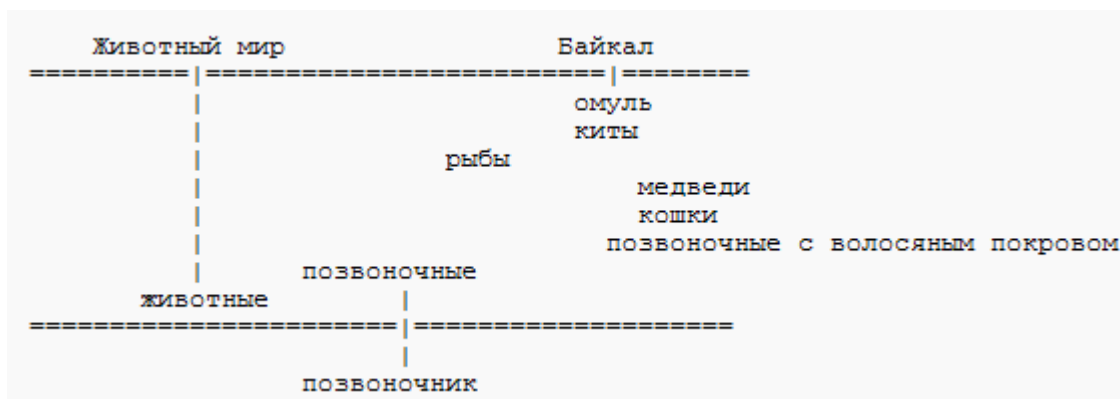 Животный мир Байкал
==========|=========================|========
| омуль
| киты
| рыбы
| медведи
| кошки
| позвоночные с волосяным покровом
| позвоночные
животные |
=======================|====================
|
позвоночник